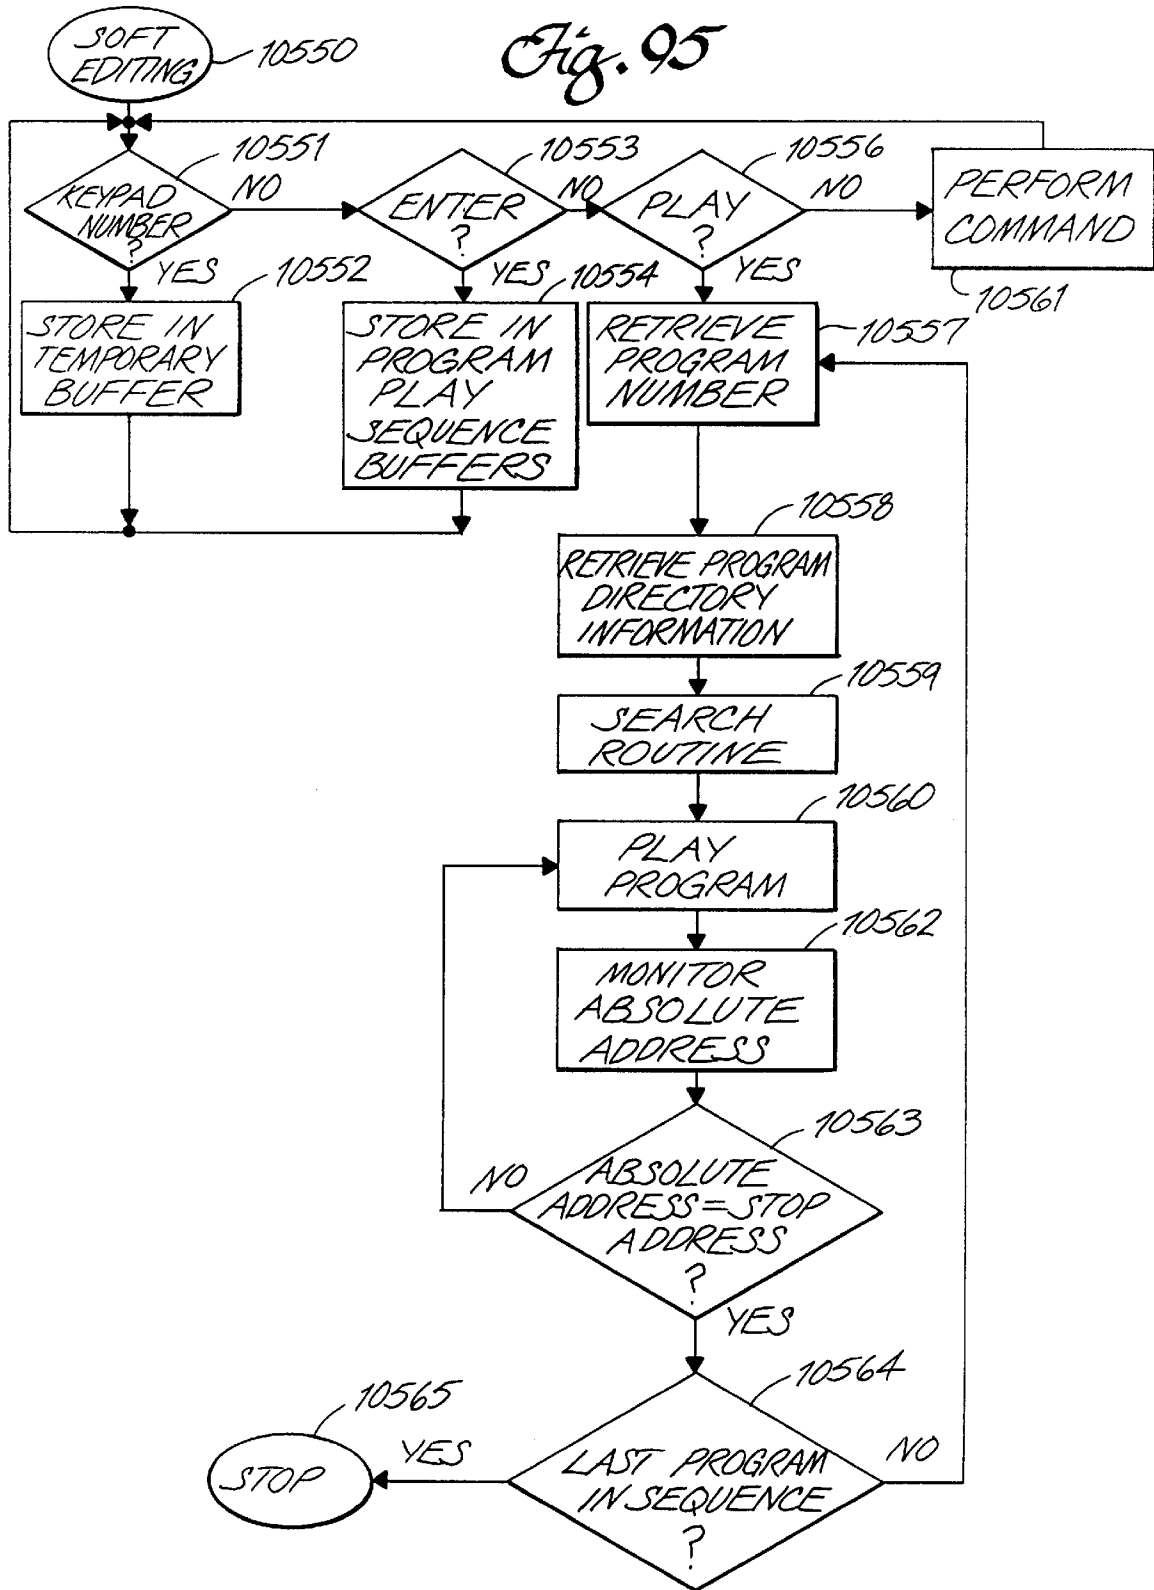 Fig. 95
SOFT
EDITING
10550
10551
KEYPAD
NUMBER
?
NO
YES
10553
ENTER
?
NO
YES
10556
PLAY
?
NO
YES
PERFORM
COMMAND
10561
10552
STORE IN
TEMPORARY
BUFFER
10554
STORE IN
PROGRAM
PLAY
SEQUENCE
BUFFERS
10557
RETRIEVE
PROGRAM
NUMBER
10558
RETRIEVE PROGRAM
DIRECTORY
INFORMATION
10559
SEARCH
ROUTINE
10560
PLAY
PROGRAM
10562
MONITOR
ABSOLUTE
ADDRESS
10563
NO
ABSOLUTE
ADDRESS=STOP
ADDRESS
?
YES
10564
LAST PROGRAM
IN SEQUENCE
?
NO
YES
10565
STOP